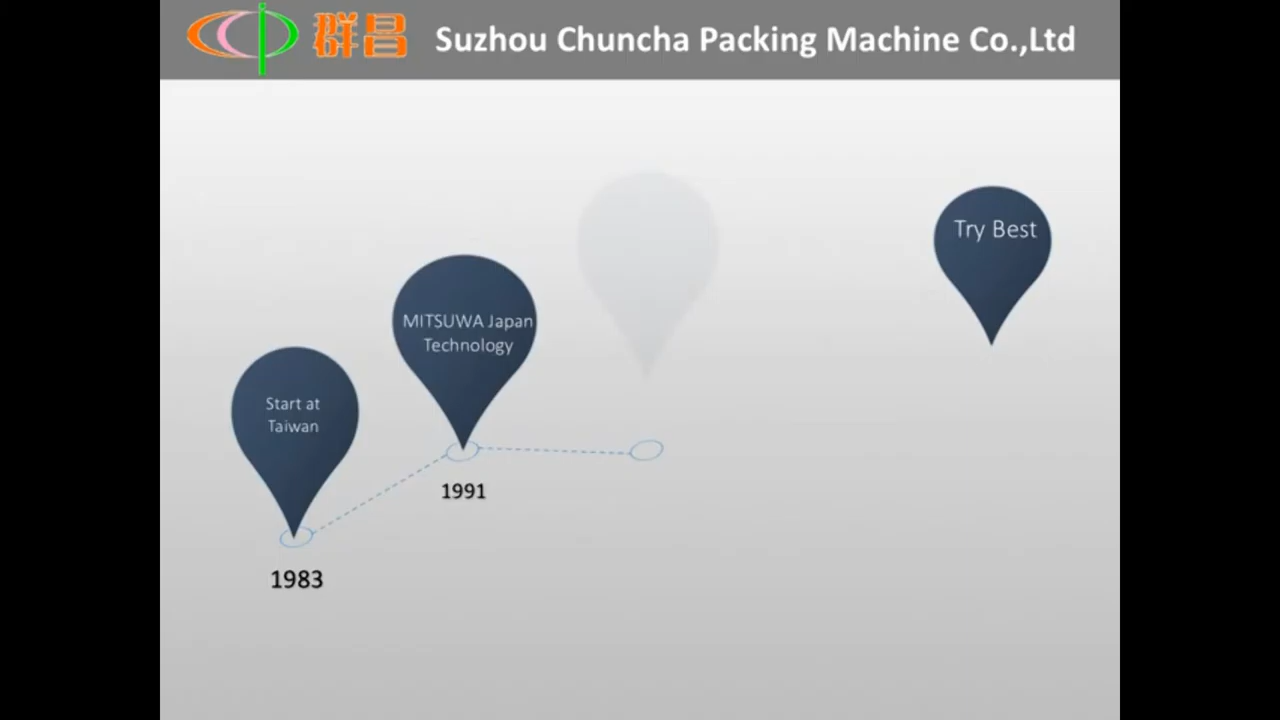 群昌
Suzhou Chuncha Packing Machine Co.,Ltd
Try Best
MITSUWA Japan
Technology
Start at
Taiwan
1991
1983